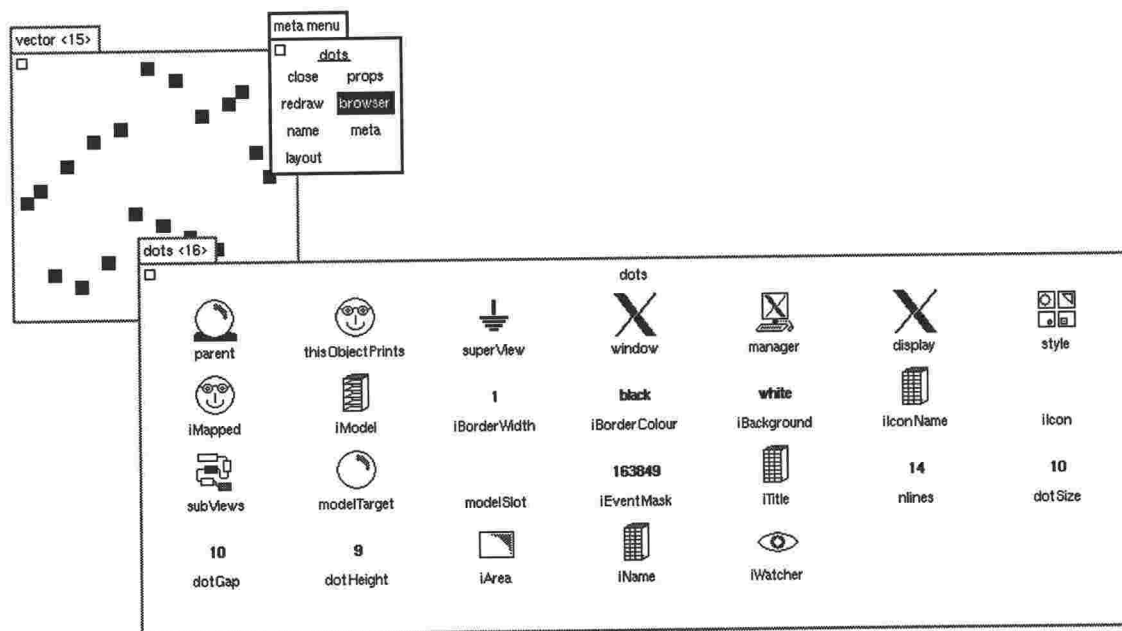 meta menu
vector <15>
dots
close props
redraw browser
name meta
layout
dots <16>
dots
parent thisObjectPrints superView window manager display style
1 black white
iMapped iModel iBorderWidth iBorderColour iBackground iIconName iIcon
163849 14 10
subViews modelTarget modelSlot iEventMask iTitle nlines dotSize
10 9
dotGap dotHeight iArea iName iWatcher